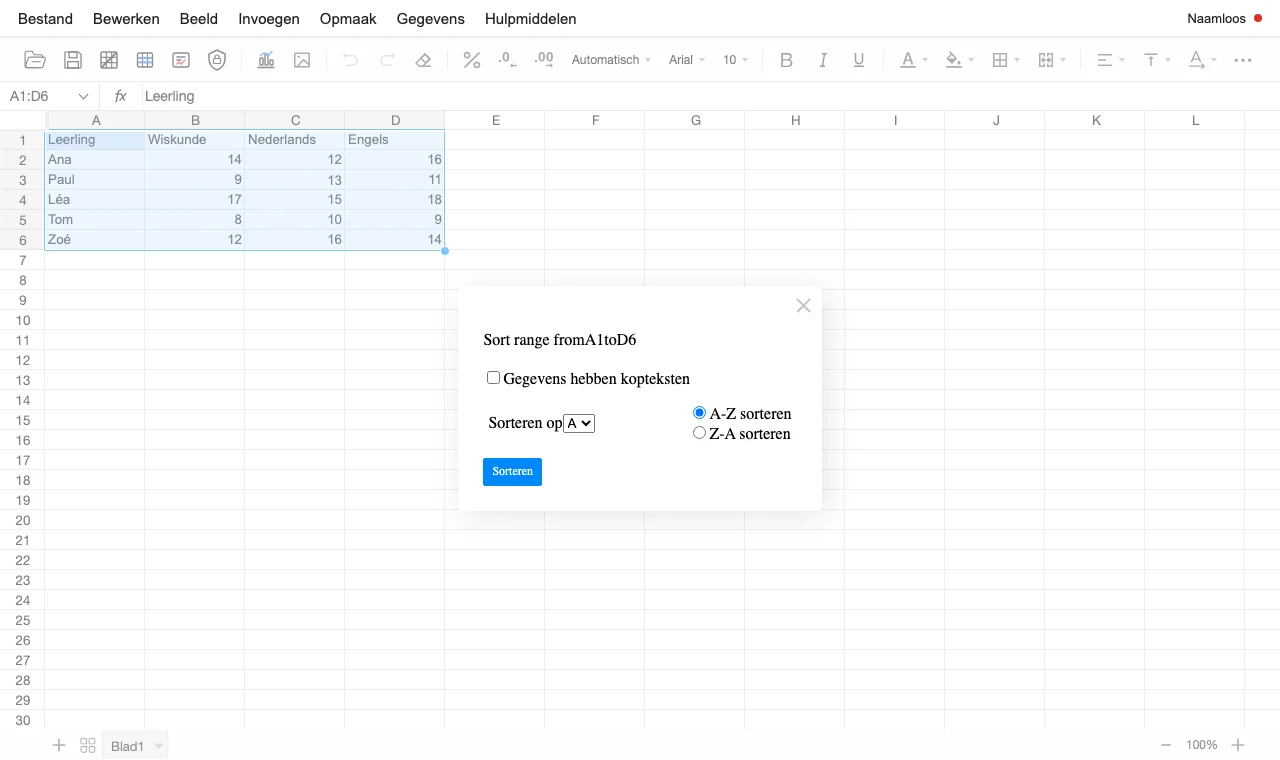 Bestand Bewerken Beeld Invoegen Opmaak Gegevens Hulpmiddelen Naamloos
% .0 .00 Automatisch Arial 10 B I U A A
A1:D6 fx Leerling
A B C D E F G H I J K L
1 Leerling Wiskunde Nederlands Engels
2 Ana 14 12 16
3 Paul 9 13 11
4 Léa 17 15 18
5 Tom 8 10 9
6 Zoé 12 16 14
7
8
9
10
11
12
13
14
15
16
17
18
19
20
21
22
23
24
25
26
27
28
29
30
Sort range fromA1toD6
Gegevens hebben kopteksten
Sorteren op A
A-Z sorteren
Z-A sorteren
Sorteren
Blad1 100%